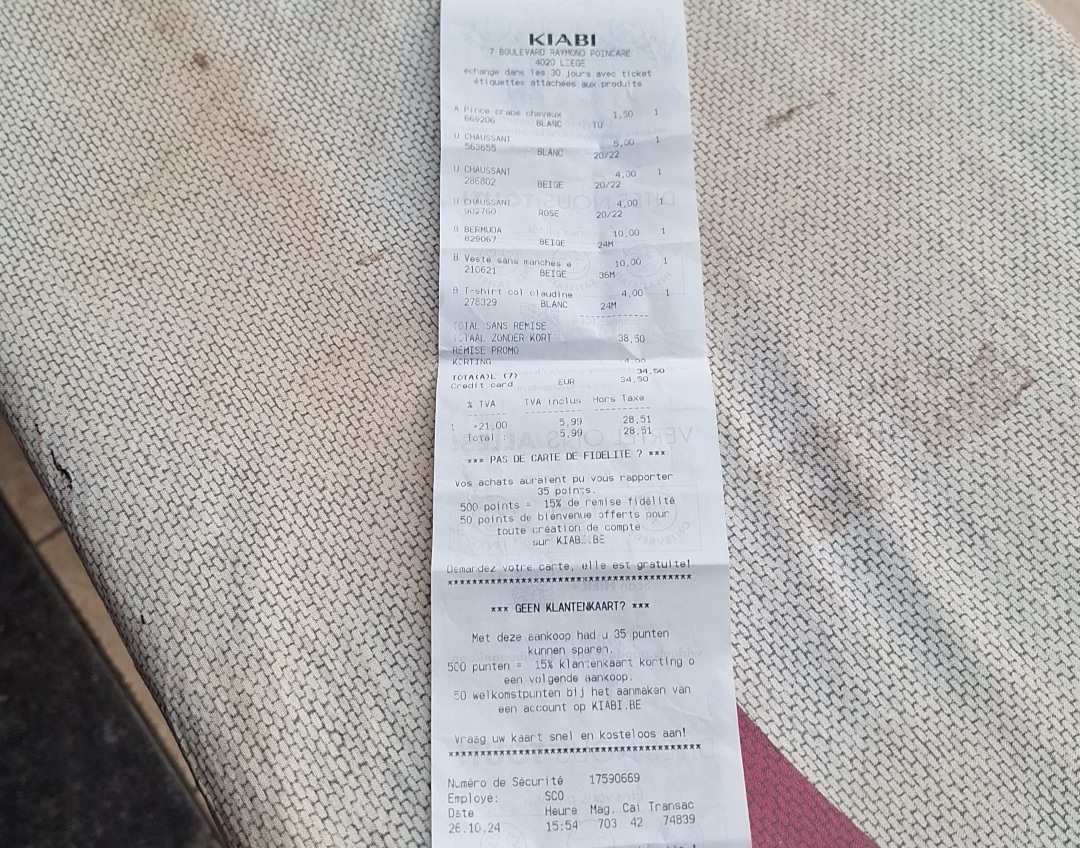 KIABI
7 BOULEVARD RAYMOND POINCARE
4020 LIEGE
échange dans les 30 jours avec ticket
étiquettes attachées aux produits
A Pince crabe cheveux 1,50 1
669206 BLANC TU
U CHAUSSANT 5,00 1
563655 BLANC 20/22
U CHAUSSANT 4,00 1
286802 BEIGE 20/22
U CHAUSSANT 4,00 1
902760 ROSE 20/22
B BERMUDA 10,00 1
829067 BEIGE 24M
B Veste sans manches e 10,00 1
210621 BEIGE 36M
B T-shirt col claudine 4,00 1
278329 BLANC 24M
TOTAL SANS REMISE
TOTAAL ZONDER KORT 38,50
REMISE PROMO
KORTING 4,00
TOTA(A)L (7) 34,50
Credit card EUR 34,50
% TVA TVA inclus Hors Taxe
1 -21,00 5,99 28,51
Total : 5,99 28,51
*** PAS DE CARTE DE FIDELITE ? ***
Vos achats auraient pu vous rapporter
35 points.
500 points = 15% de remise fidélité
50 points de bienvenue offerts pour
toute création de compte
sur KIABI.BE
Demandez votre carte, elle est gratuite!
****************************************
*** GEEN KLANTENKAART? ***
Met deze aankoop had u 35 punten
kunnen sparen.
500 punten = 15% klantenkaart korting o
een volgende aankoop.
50 welkomstpunten bij het aanmaken van
een account op KIABI.BE
Vraag uw kaart snel en kosteloos aan!
****************************************
Numéro de Sécurité 17590669
Employé: SCO
Date Heure Mag. Cai Transac
26.10.24 15:54 703 42 74839